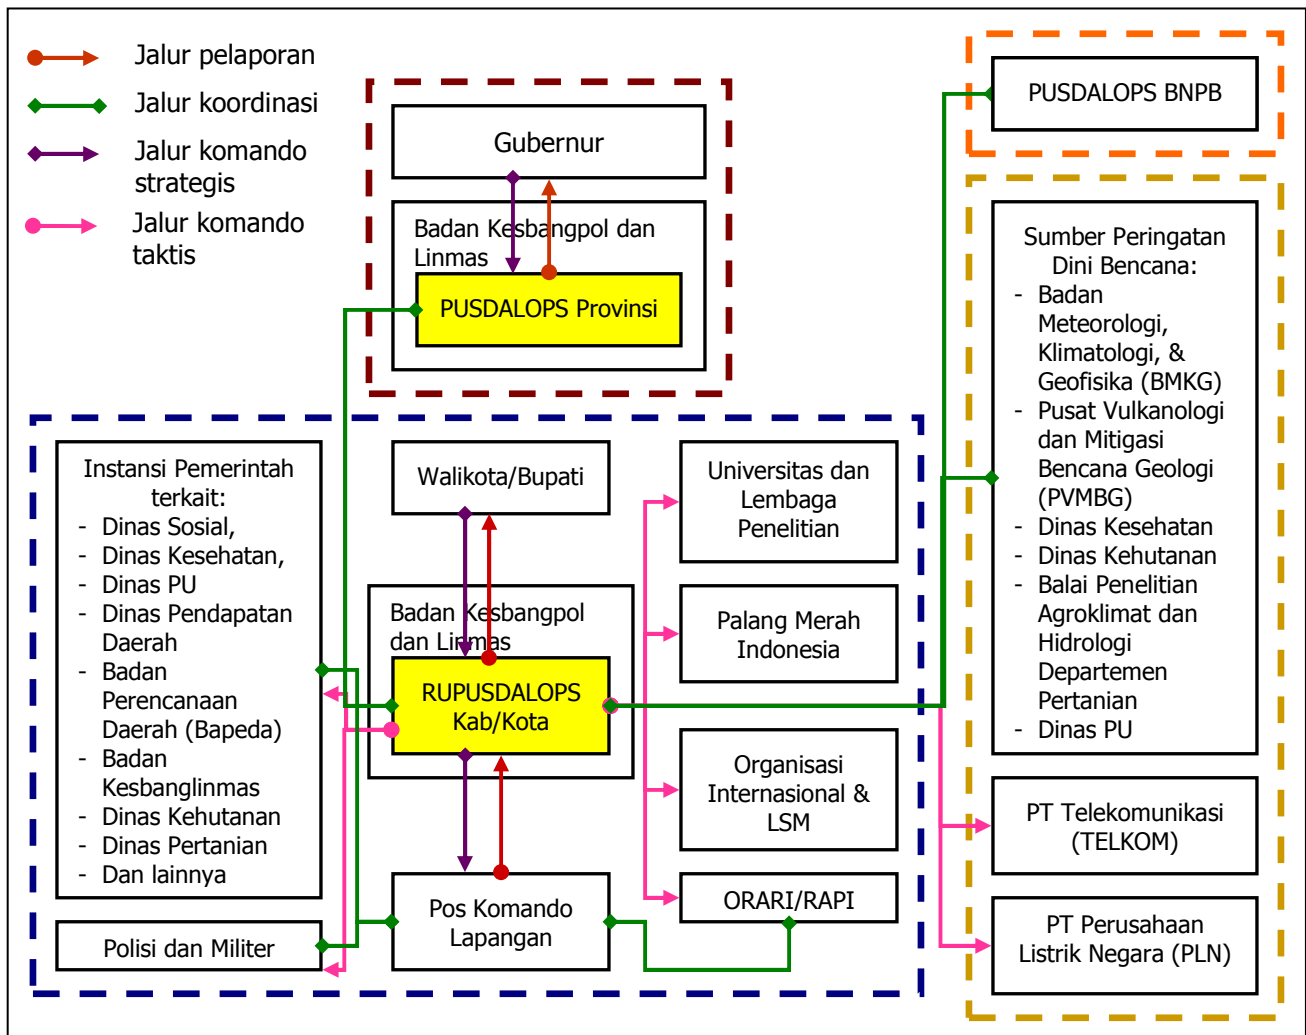 Jalur pelaporan
Jalur koordinasi
Jalur komando
strategis
Jalur komando
taktis
Gubernur
Badan Kesbangpol dan
Linmas
PUSDALOPS Provinsi
PUSDALOPS BNPB
Sumber Peringatan
Dini Bencana:
- Badan
Meteorologi,
Klimatologi, &
Geofisika (BMKG)
- Pusat Vulkanologi
dan Mitigasi
Bencana Geologi
(PVMBG)
- Dinas Kesehatan
- Dinas Kehutanan
- Balai Penelitian
Agroklimat dan
Hidrologi
Departemen
Pertanian
- Dinas PU
Instansi Pemerintah
terkait:
- Dinas Sosial,
- Dinas Kesehatan,
- Dinas PU
- Dinas Pendapatan
Daerah
- Badan
Perencanaan
Daerah (Bapeda)
- Badan
Kesbanglinmas
- Dinas Kehutanan
- Dinas Pertanian
- Dan lainnya
Polisi dan Militer
Walikota/Bupati
Badan Kesbangpol
dan Linmas
RUPUSDALOPS
Kab/Kota
Pos Komando
Lapangan
Universitas dan
Lembaga
Penelitian
Palang Merah
Indonesia
Organisasi
Internasional &
LSM
ORARI/RAPI
PT Telekomunikasi
(TELKOM)
PT Perusahaan
Listrik Negara (PLN)